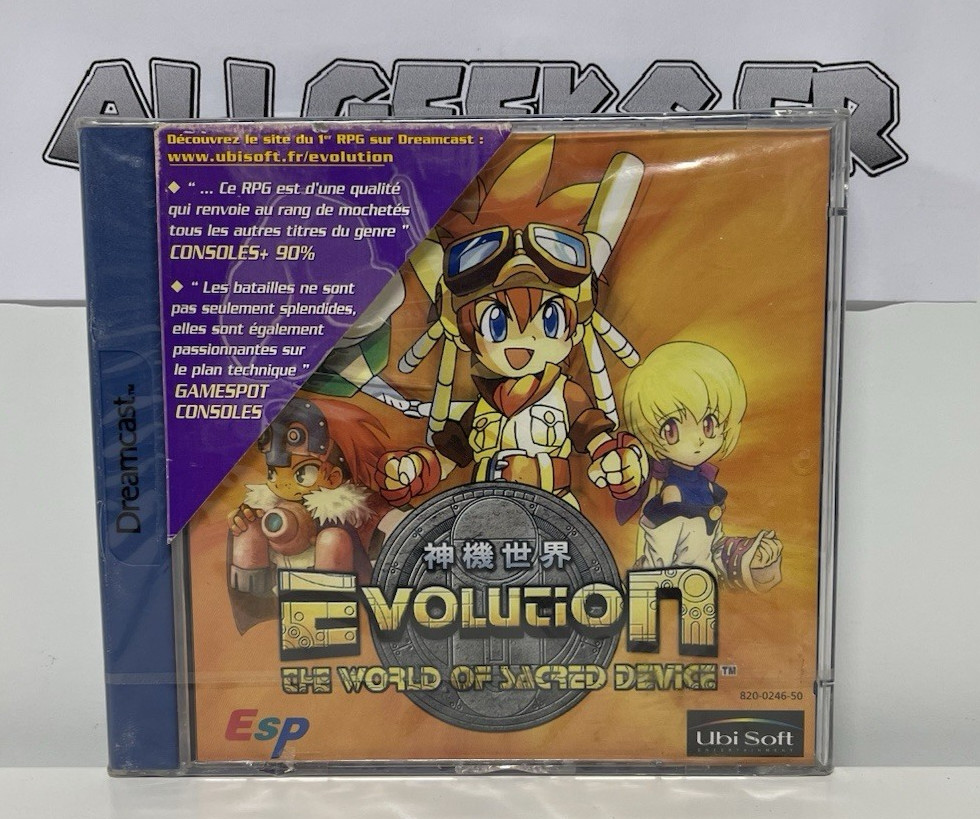 ALLGEEKS.FR
Découvrez le site du 1er RPG sur Dreamcast :
www.ubisoft.fr/evolution
" ... Ce RPG est d'une qualité
qui renvoie au rang de mochetés
tous les autres titres du genre "
CONSOLES+ 90%
" Les batailles ne sont
pas seulement splendides,
elles sont également
passionnantes sur
le plan technique "
GAMESPOT
CONSOLES
Dreamcast™
神機世界
EVOLUTION
THE WORLD OF SACRED DEVICE™
820-0246-50
Esp
Ubi Soft
ENTERTAINMENT